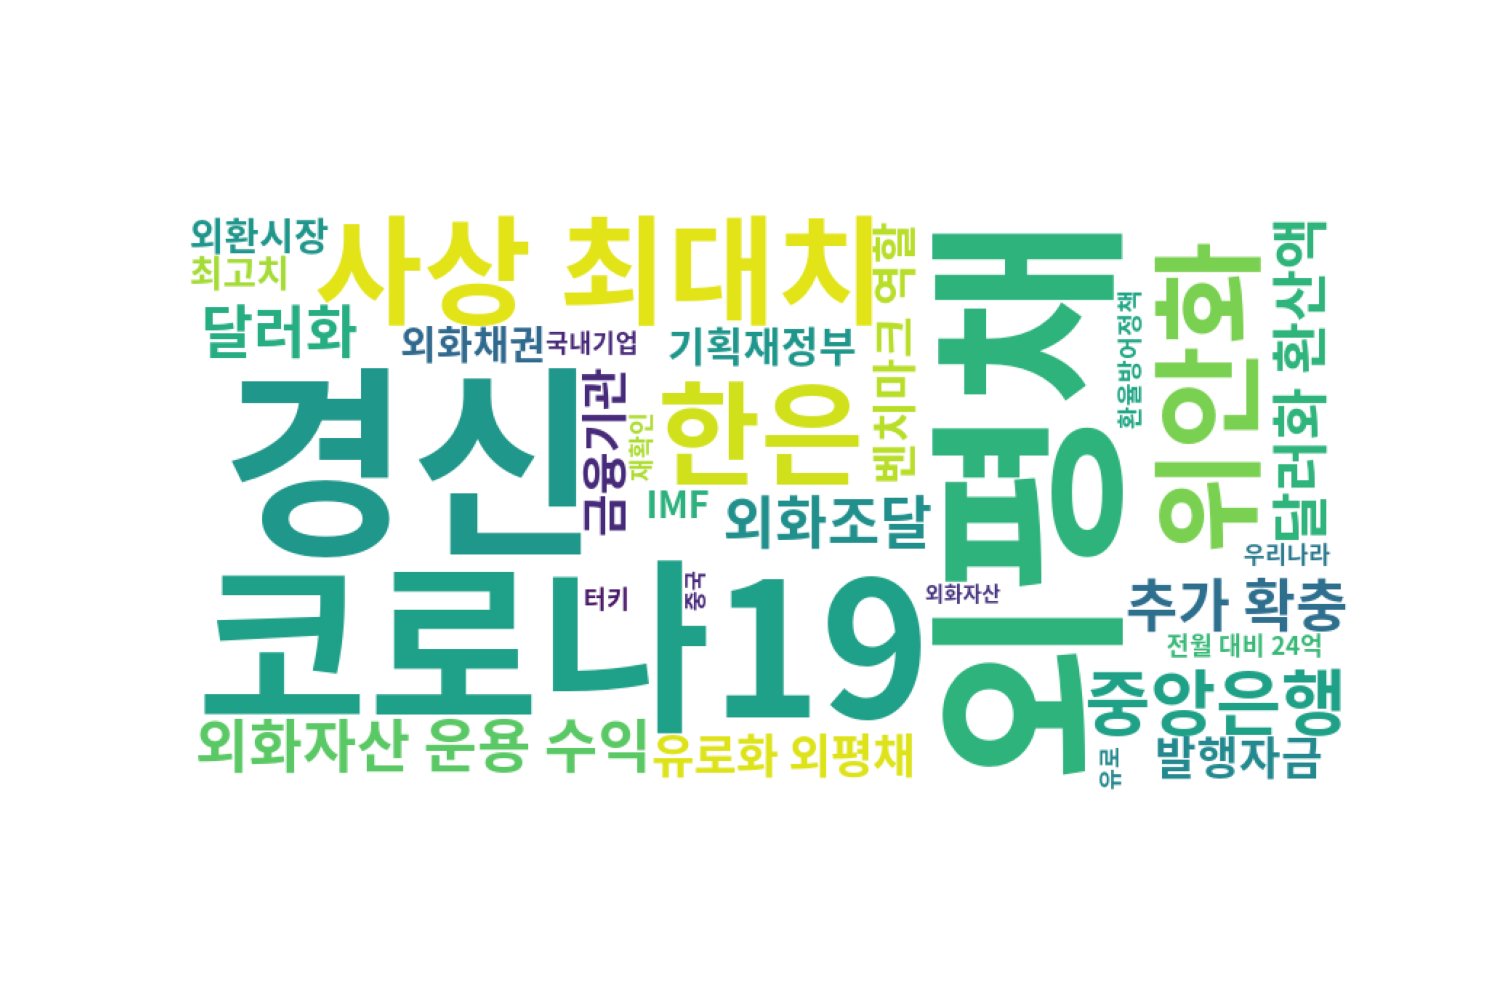 외환시장
사상 최대치
최고치
달러화
외화채권
국내기업
기획재정부
벤치마크 역할
외평채
환율방어정책
위안화
달러화 환산액
경신
금융기관
재확인
한은
IMF
외화조달
우리나라
코로나19
터키
중국
외화자산
추가 확충
전월 대비 24억
중앙은행
외화자산 운용 수익
유로화 외평채
유로
발행자금